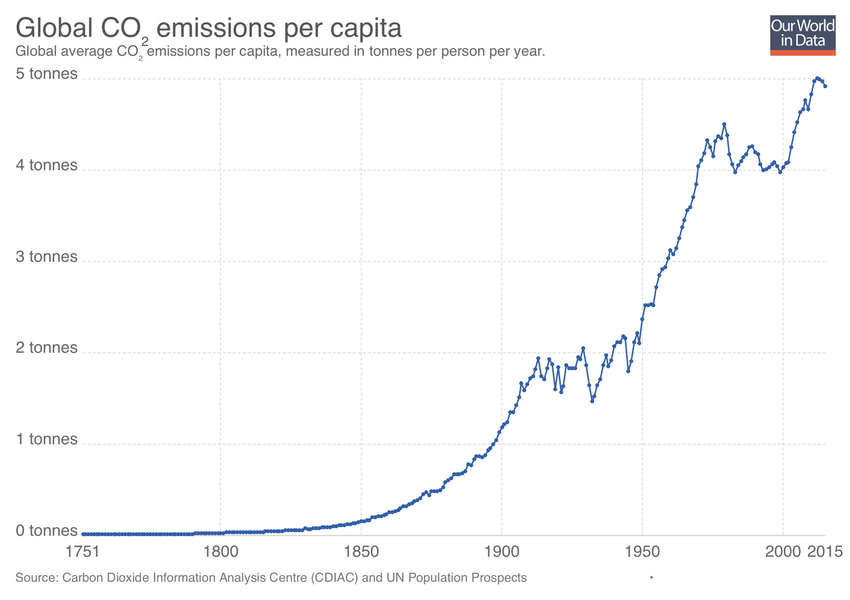 Global CO2 emissions per capita
Our World
in Data
Global average CO2 emissions per capita, measured in tonnes per person per year.
5 tonnes
4 tonnes
3 tonnes
2 tonnes
1 tonnes
0 tonnes
1751 1800 1850 1900 1950 2000 2015
Source: Carbon Dioxide Information Analysis Centre (CDIAC) and UN Population Prospects